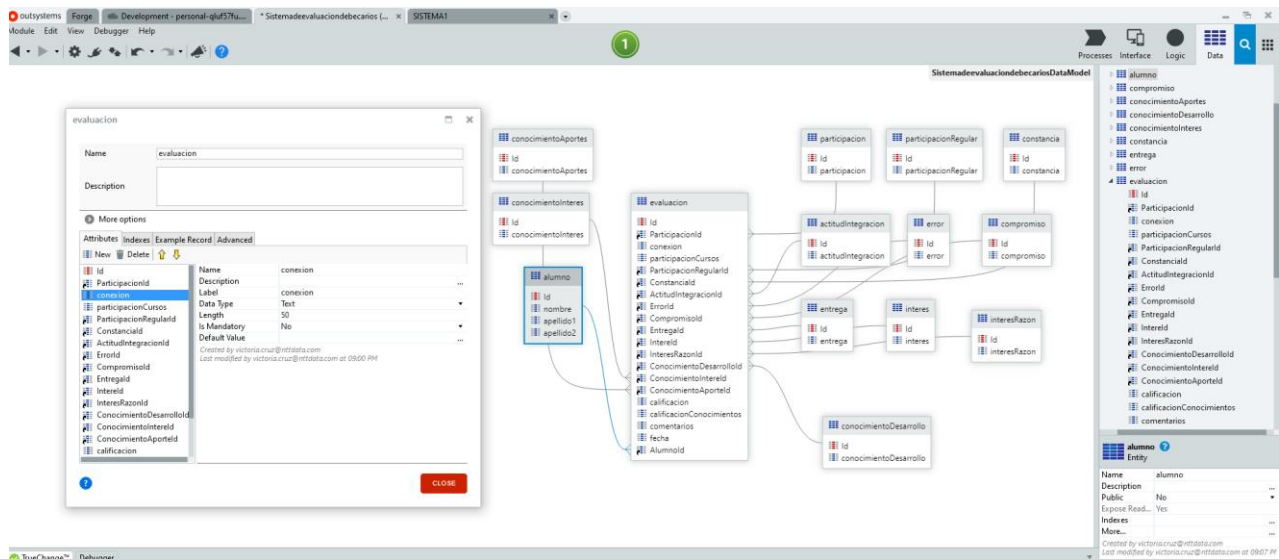 outsystems Forge Development - personal-qluf57fu... * Sistemadeevaluaciondebecarios (... SISTEMA1
Module Edit View Debugger Help
1
Processes Interface Logic Data
SistemadeevaluaciondebecariosDataModel
evaluacion
Name evaluacion
Description
More options
Attributes Indexes Example Record Advanced
New Delete
Id
ParticipacionId
conexion
participacionCursos
ParticipacionRegularId
ConstanciaId
ActitudIntegracionId
ErrorId
CompromisoId
EntregaId
InteresId
InteresRazonId
ConocimientoDesarrolloId
ConocimientoInteresId
ConocimientoAporteId
calificacion
Name conexion
Description ...
Label conexion
Data Type Text
Length 50
Is Mandatory No
Default Value ...
Created by victoria.cruz@nttdata.com
Last modified by victoria.cruz@nttdata.com at 09:00 PM
CLOSE
conocimientoAportes
Id
conocimientoAportes
conocimientoInteres
Id
conocimientoInteres
alumno
Id
nombre
apellido1
apellido2
evaluacion
Id
ParticipacionId
conexion
participacionCursos
ParticipacionRegularId
ConstanciaId
ActitudIntegracionId
ErrorId
CompromisoId
EntregaId
InteresId
InteresRazonId
ConocimientoDesarrolloId
ConocimientoInteresId
ConocimientoAporteId
calificacion
calificacionConocimientos
comentarios
fecha
AlumnoId
participacion
Id
participacion
participacionRegular
Id
participacionRegular
constancia
Id
constancia
actitudIntegracion
Id
actitudIntegracion
error
Id
error
compromiso
Id
compromiso
entrega
Id
entrega
interes
Id
interes
interesRazon
Id
interesRazon
conocimientoDesarrollo
Id
conocimientoDesarrollo
alumno
compromiso
conocimientoAportes
conocimientoDesarrollo
conocimientoInteres
constancia
entrega
error
evaluacion
Id
ParticipacionId
conexion
participacionCursos
ParticipacionRegularId
ConstanciaId
ActitudIntegracionId
ErrorId
CompromisoId
EntregaId
InteresId
InteresRazonId
ConocimientoDesarrolloId
ConocimientoInteresId
ConocimientoAporteId
calificacion
calificacionConocimientos
comentarios
alumno
Entity
Name alumno
Description ...
Public No
Expose Read... Yes
Indexes ...
More... ...
Created by victoria.cruz@nttdata.com
Last modified by victoria.cruz@nttdata.com at 09:07 PM
TrueChange™ Debugger